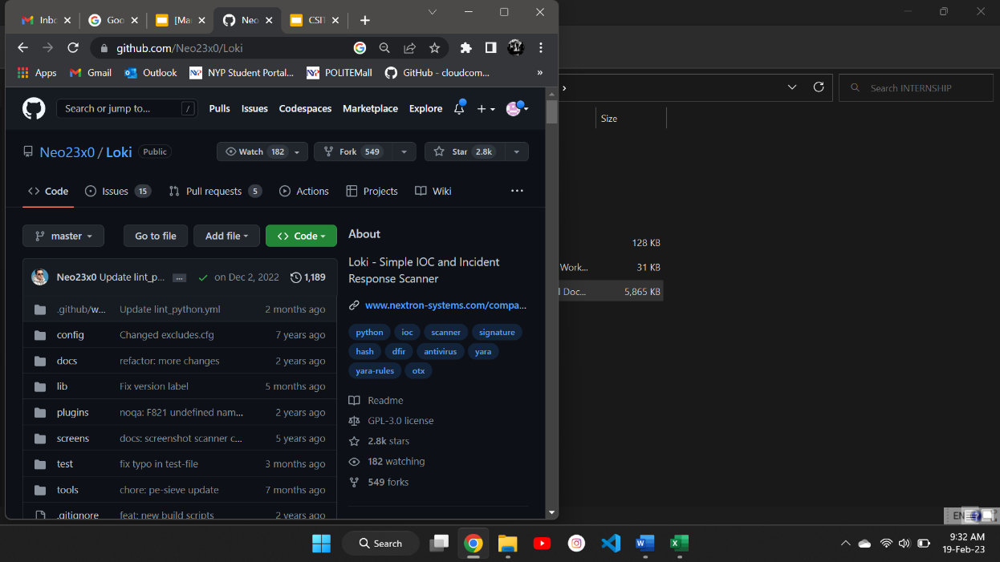 Inbo
Goo
[Ma
Neo
CSIT
github.com/Neo23x0/Loki
Apps
Gmail
Outlook
NYP Student Portal...
POLITEMall
GitHub - cloudcom...
»
Search or jump to...
/
Pulls
Issues
Codespaces
Marketplace
Explore
Neo23x0 / Loki
Public
Watch 182
Fork 549
Star 2.8k
Code
Issues 15
Pull requests 5
Actions
Projects
Wiki
...
master
Go to file
Add file
Code
Neo23x0 Update lint_p... ... on Dec 2, 2022 1,189
.github/w... Update lint_python.yml 2 months ago
config Changed excludes.cfg 7 years ago
docs refactor: more changes 2 years ago
lib Fix version label 5 months ago
plugins noqa: F821 undefined nam... 2 years ago
screens docs: screenshot scanner c... 5 years ago
test fix typo in test-file 3 months ago
tools chore: pe-sieve update 7 months ago
.gitignore feat: new build scripts 2 years ago
About
Loki - Simple IOC and Incident
Response Scanner
www.nextron-systems.com/compa...
python ioc scanner signature
hash dfir antivirus yara
yara-rules otx
Readme
GPL-3.0 license
2.8k stars
182 watching
549 forks
Search INTERNSHIP
Size
128 KB
Work... 31 KB
Doc... 5,865 KB
EN
Search
9:32 AM
19-Feb-23